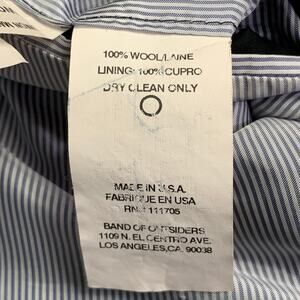 100% WOOL/LAINE
LINING: 100% CUPRO
DRY CLEAN ONLY
MADE IN U.S.A.
FABRIQUE EN USA
RN# 111705
BAND OF OUTSIDERS
1109 N. EL CENTRO AVE.
LOS ANGELES,CA. 90038